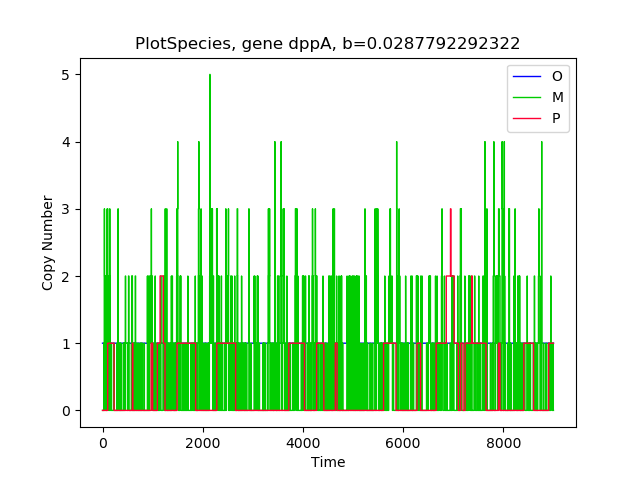 PlotSpecies, gene dppA, b=0.0287792292322
O
M
P
5
4
3
2
1
0
Copy Number
0 2000 4000 6000 8000
Time